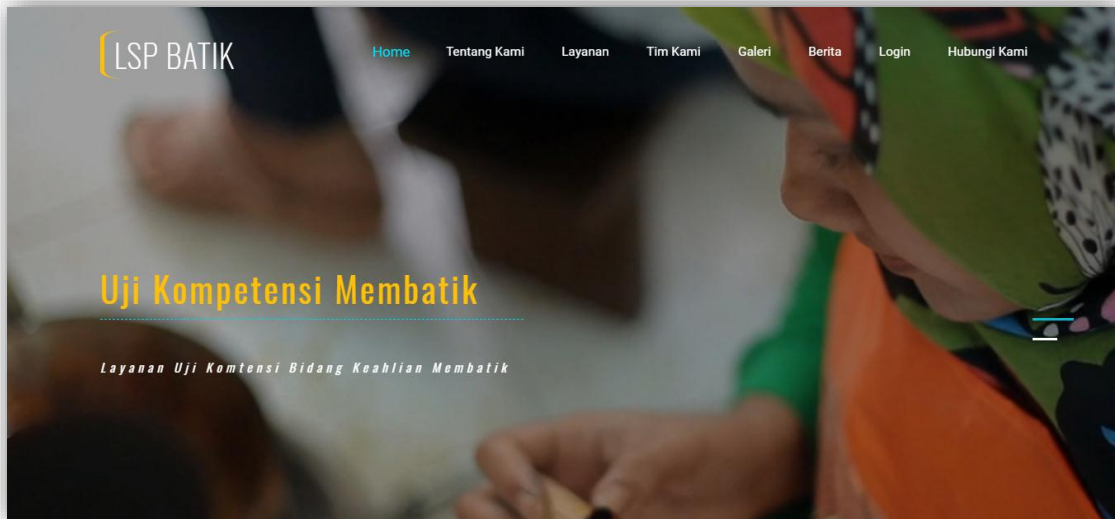 LSP BATIK
Home Tentang Kami Layanan Tim Kami Galeri Berita Login Hubungi Kami
Uji Kompetensi Membatik
Layanan Uji Komtensi Bidang Keahlian Membatik